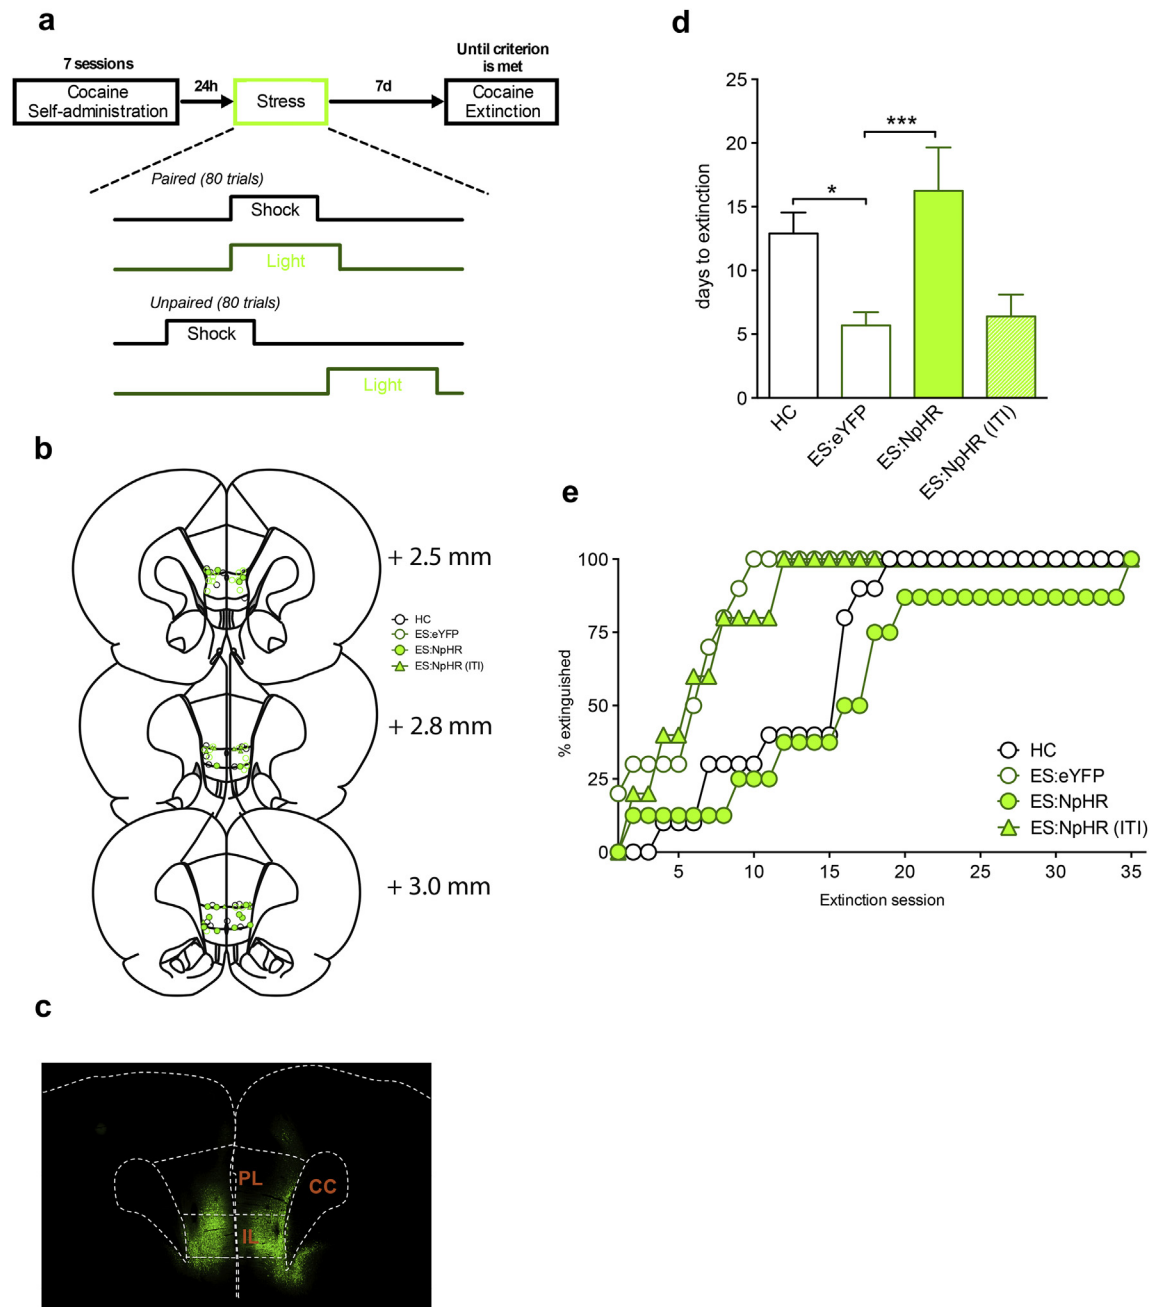 a
7 sessions
Cocaine
Self-administration
24h
Stress
7d
Until criterion
is met
Cocaine
Extinction
Paired (80 trials)
Shock
Light
Unpaired (80 trials)
Shock
Light
b
+ 2.5 mm
HC
ES:eYFP
ES:NpHR
ES:NpHR (ITI)
+ 2.8 mm
+ 3.0 mm
c
PL
CC
IL
d
days to extinction
25
20
15
10
5
0
*
***
HC
ES:eYFP
ES:NpHR
ES:NpHR (ITI)
e
% extinguished
100
75
50
25
0
5
10
15
20
25
30
35
Extinction session
HC
ES:eYFP
ES:NpHR
ES:NpHR (ITI)